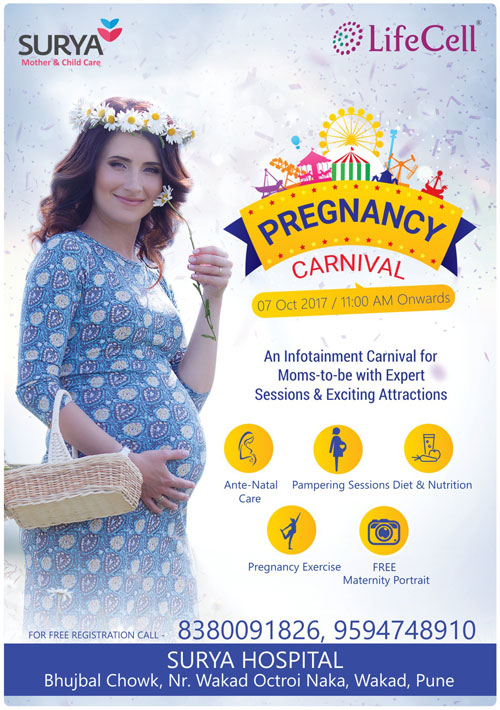 SURYA
Mother & Child Care
LifeCell®
PREGNANCY
CARNIVAL
07 Oct 2017 / 11:00 AM Onwards
An Infotainment Carnival for
Moms-to-be with Expert
Sessions & Exciting Attractions
Ante-Natal
Care
Pampering Sessions
Diet & Nutrition
Pregnancy Exercise
FREE
Maternity Portrait
FOR FREE REGISTRATION CALL - 8380091826, 9594748910
SURYA HOSPITAL
Bhujbal Chowk, Nr. Wakad Octroi Naka, Wakad, Pune